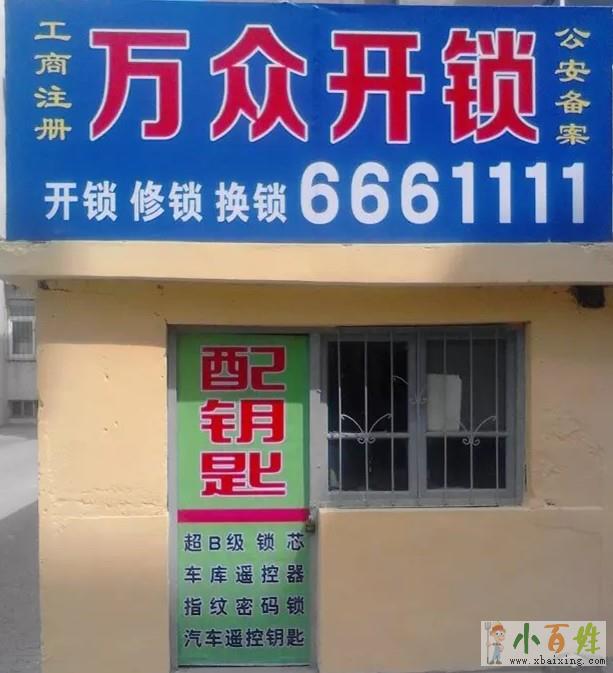 工商注册
万众开锁
公安备案
开锁 修锁 换锁 6661111
配钥匙
超B级锁芯
车库遥控器
指纹密码锁
汽车遥控钥匙
小百姓
www.xbaixing.com